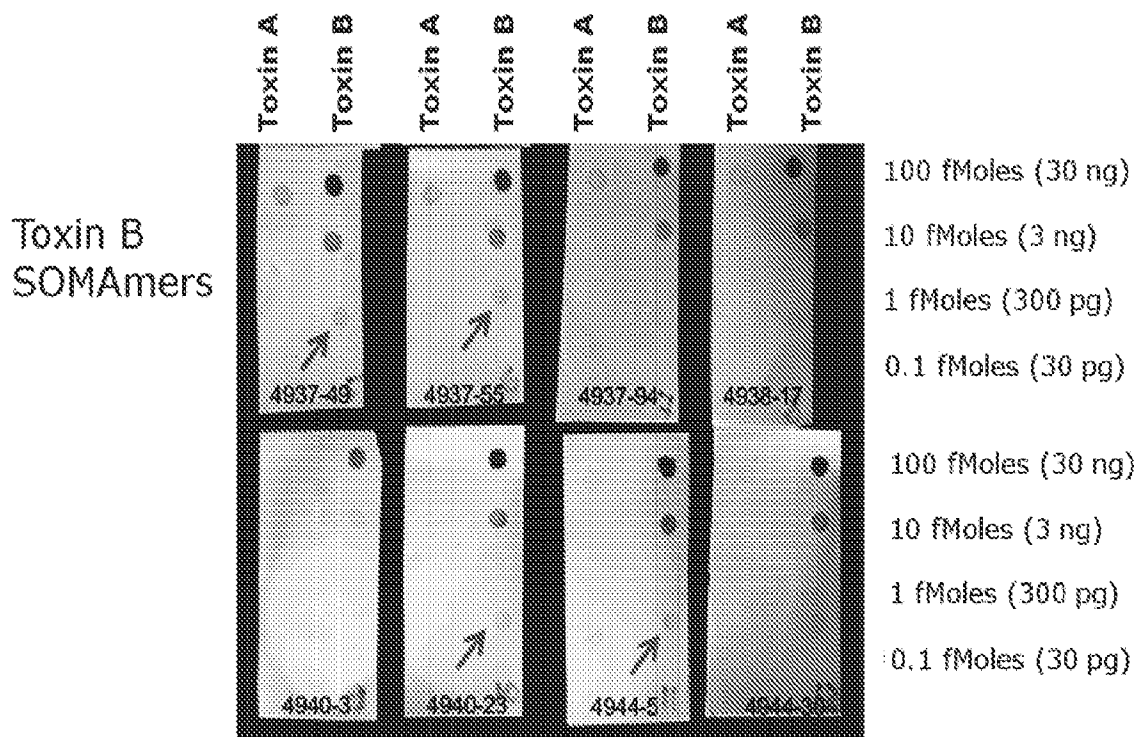 Toxin A
Toxin B
Toxin A
Toxin B
Toxin A
Toxin B
Toxin A
Toxin B
Toxin B
SOMAmers
100 fMoles (30 ng)
10 fMoles (3 ng)
1 fMoles (300 pg)
0.1 fMoles (30 pg)
4937-49
4937-55
4937-94
4938-17
100 fMoles (30 ng)
10 fMoles (3 ng)
1 fMoles (300 pg)
0.1 fMoles (30 pg)
4940-3
4940-23
4944-5